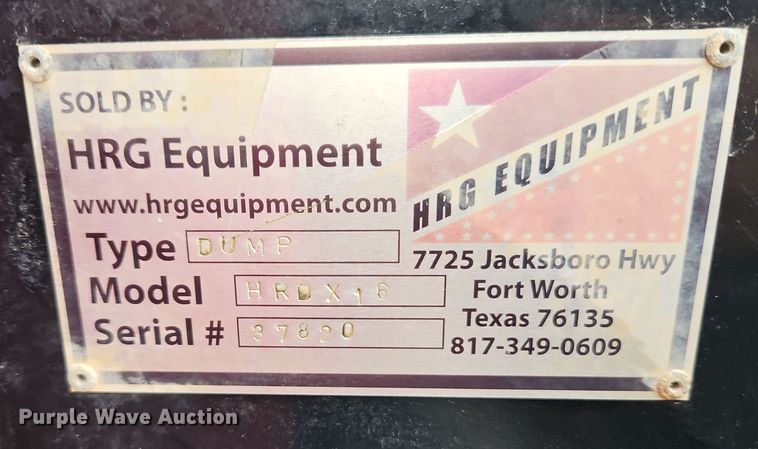 SOLD BY :
HRG Equipment
www.hrgequipment.com
Type DUMP
Model HRDX16
Serial # 37820
HRG EQUIPMENT
7725 Jacksboro Hwy
Fort Worth
Texas 76135
817-349-0609
Purple Wave Auction